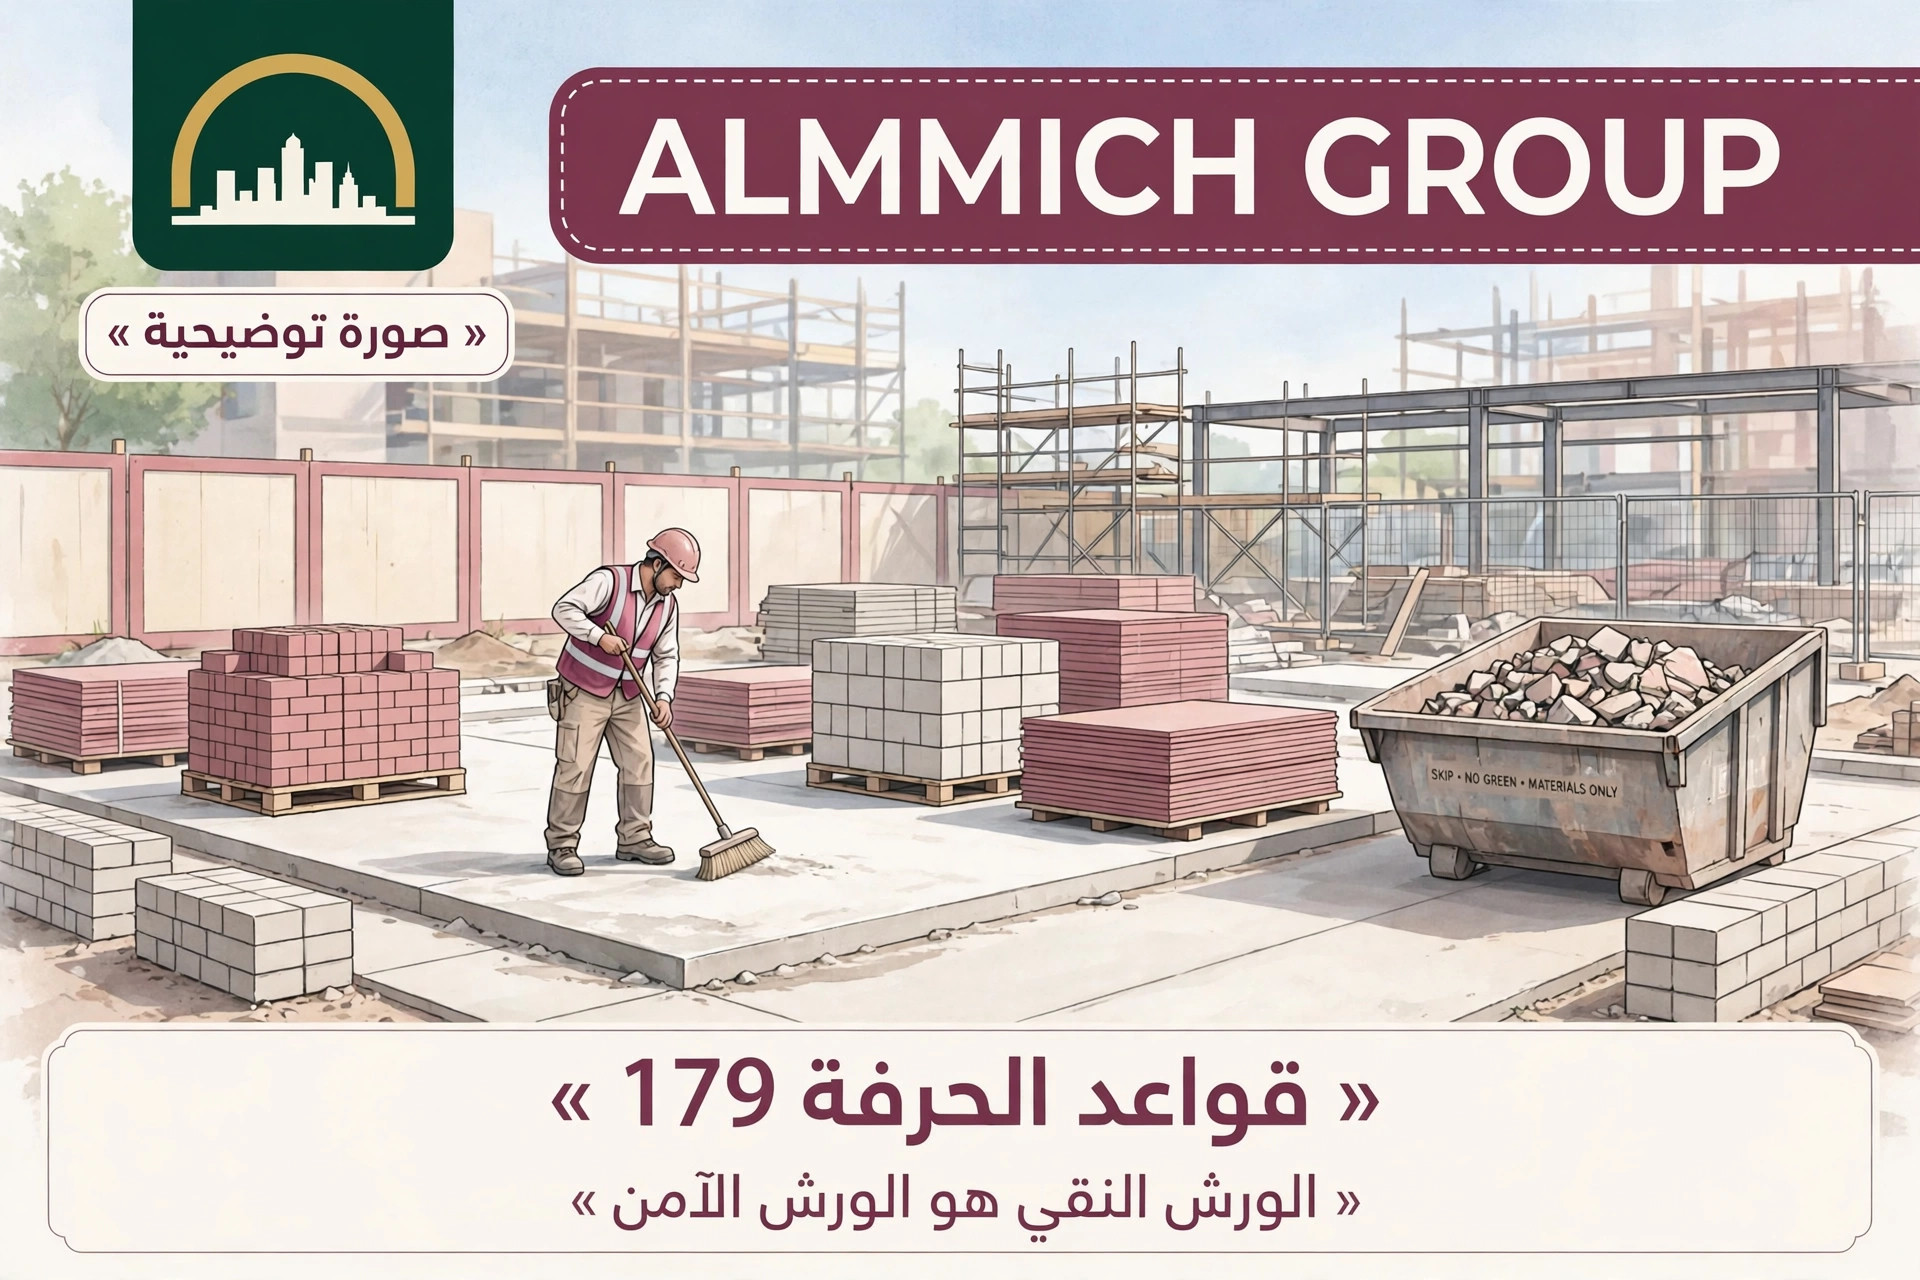 ALMMICH GROUP
« صورة توضيحية »
SKIP • NO GREEN • MATERIALS ONLY
« قواعد الحرفة 179 »
« الورش النقي هو الورش الآمن »